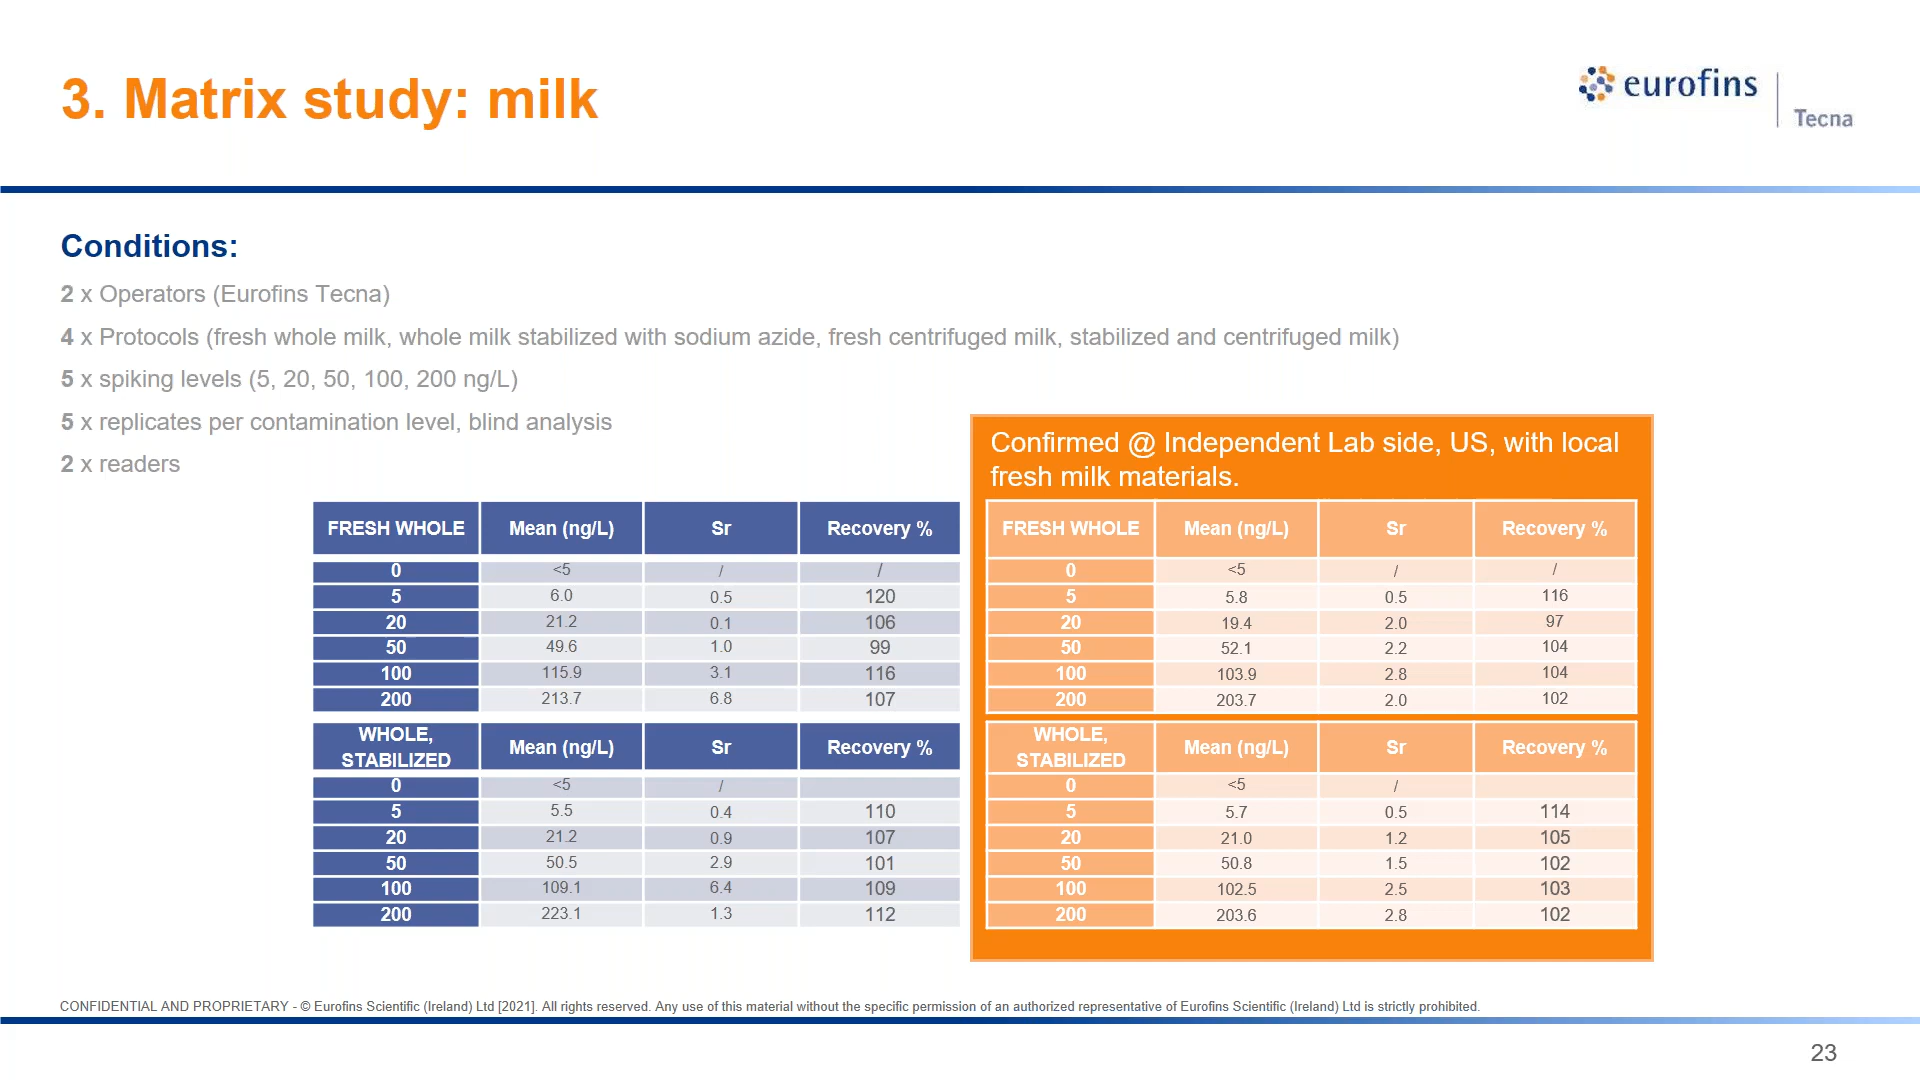 3. Matrix study: milk
eurofins
Tecna
Conditions:
2 x Operators (Eurofins Tecna)
4 x Protocols (fresh whole milk, whole milk stabilized with sodium azide, fresh centrifuged milk, stabilized and centrifuged milk)
5 x spiking levels (5, 20, 50, 100, 200 ng/L)
5 x replicates per contamination level, blind analysis
2 x readers
FRESH WHOLE Mean (ng/L) Sr Recovery %
0 <5 / /
5 6.0 0.5 120
20 21.2 0.1 106
50 49.6 1.0 99
100 115.9 3.1 116
200 213.7 6.8 107
WHOLE,
STABILIZED Mean (ng/L) Sr Recovery %
0 <5 /
5 5.5 0.4 110
20 21.2 0.9 107
50 50.5 2.9 101
100 109.1 6.4 109
200 223.1 1.3 112
Confirmed @ Independent Lab side, US, with local
fresh milk materials.
FRESH WHOLE Mean (ng/L) Sr Recovery %
0 <5 / /
5 5.8 0.5 116
20 19.4 2.0 97
50 52.1 2.2 104
100 103.9 2.8 104
200 203.7 2.0 102
WHOLE,
STABILIZED Mean (ng/L) Sr Recovery %
0 <5 /
5 5.7 0.5 114
20 21.0 1.2 105
50 50.8 1.5 102
100 102.5 2.5 103
200 203.6 2.8 102
CONFIDENTIAL AND PROPRIETARY - © Eurofins Scientific (Ireland) Ltd [2021]. All rights reserved. Any use of this material without the specific permission of an authorized representative of Eurofins Scientific (Ireland) Ltd is strictly prohibited.
23